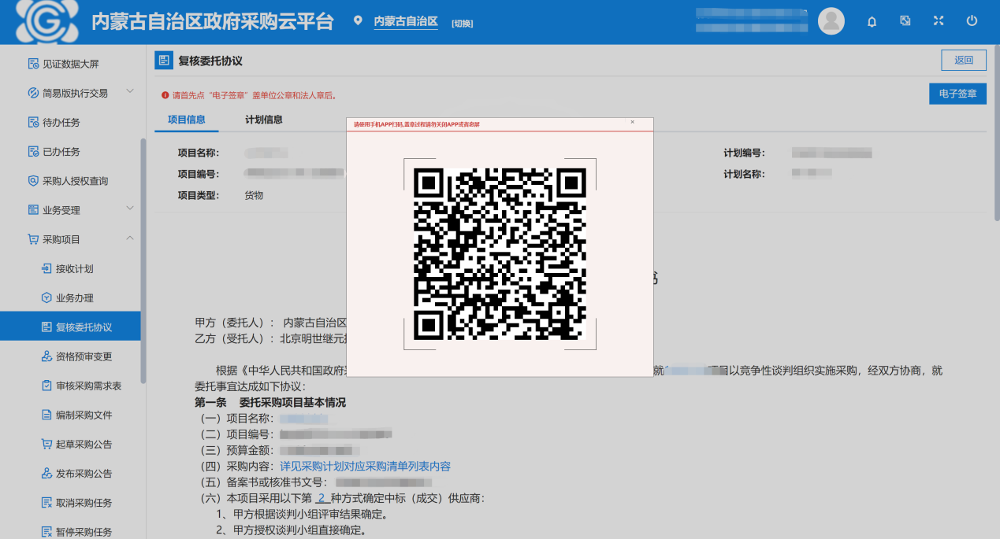 内蒙古自治区政府采购云平台
内蒙古自治区 [切换]
见证数据大屏
简易版执行交易
待办任务
已办任务
采购人授权查询
业务受理
采购项目
接收计划
业务办理
复核委托协议
资格预审变更
审核采购需求表
编制采购文件
起草采购公告
发布采购公告
取消采购任务
暂停采购任务
复核委托协议
返回
请首先点“电子签章”盖单位公章和法人章后。
电子签章
项目信息 计划信息
项目名称: 计划编号:
项目编号: 计划名称:
项目类型: 货物
请使用手机APP扫码,盖章过程请勿关闭APP或者息屏 ×
甲方（委托人）: 内蒙古自治区
乙方（受托人）: 北京明世继元
根据《中华人民共和国政府 就 项目以竞争性谈判组织实施采购，经双方协商，就
委托事宜达成如下协议：
第一条 委托采购项目基本情况
（一）项目名称：
（二）项目编号：
（三）预算金额：
（四）采购内容：详见采购计划对应采购清单列表内容
（五）备案书或核准书文号：
（六）本项目采用以下第 2 种方式确定中标（成交）供应商：
1、甲方根据谈判小组评审结果确定。
2、甲方授权谈判小组直接确定。